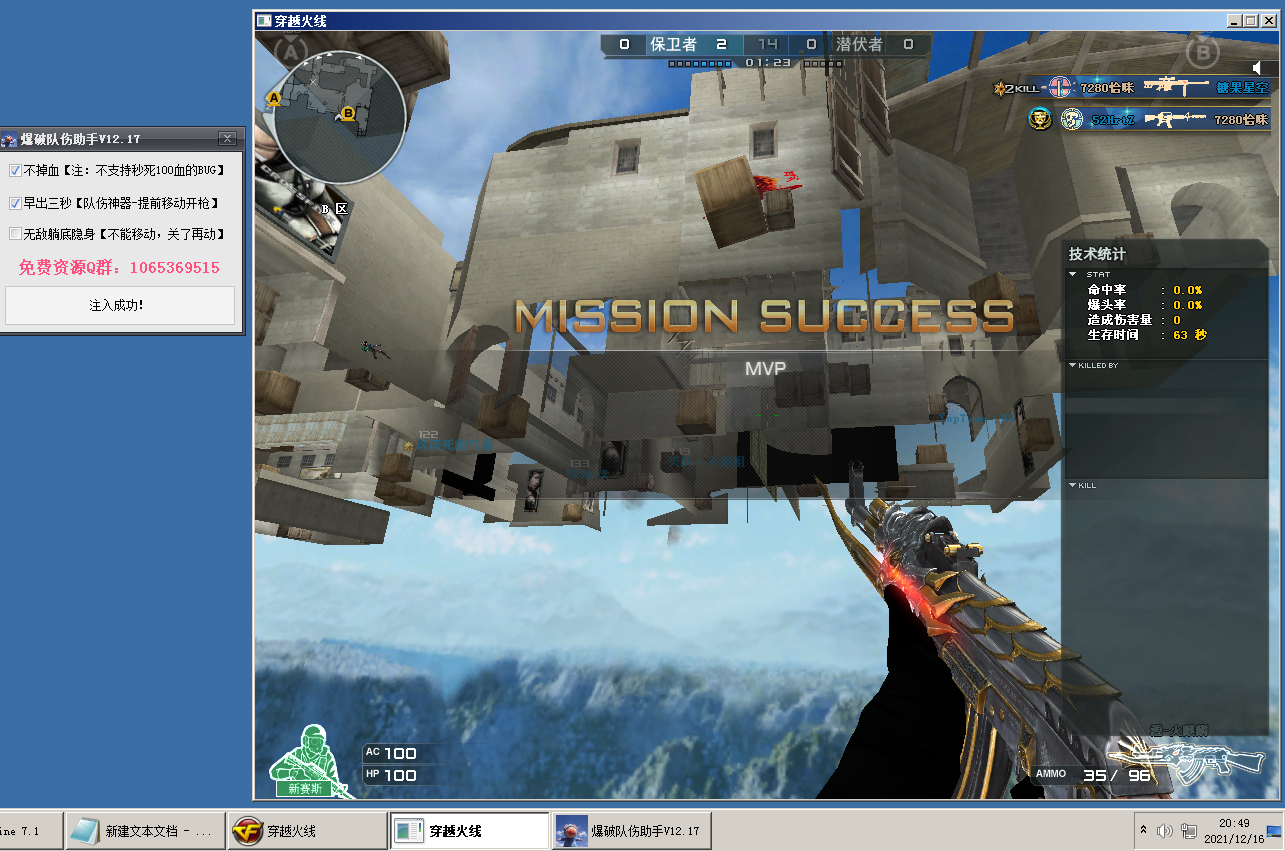 穿越火线
爆破队伤助手V12.17
不掉血【注：不支持秒死100血的BUG】
早出三秒【队伤神器-提前移动开枪】
无敌躺底隐身【不能移动，关了再动】
免费资源Q群：1065369515
注入成功!
A
A
B
B 区
0 保卫者 2 14 0 潜伏者 0
01:23
B
2KILL 7280恰咪 糖果星空
52Hertz 7280恰咪
技术统计
STAT
命中率 : 0.0%
爆头率 : 0.0%
造成伤害量 : 0
生存时间 : 63 秒
KILLED BY
KILL
MISSION SUCCESS
MVP
122
133
AC 100
HP 100
新赛斯
AMMO 35/ 96
ine 7.1
新建文本文档 - ...
穿越火线
穿越火线
爆破队伤助手V12.17
20:49
2021/12/16